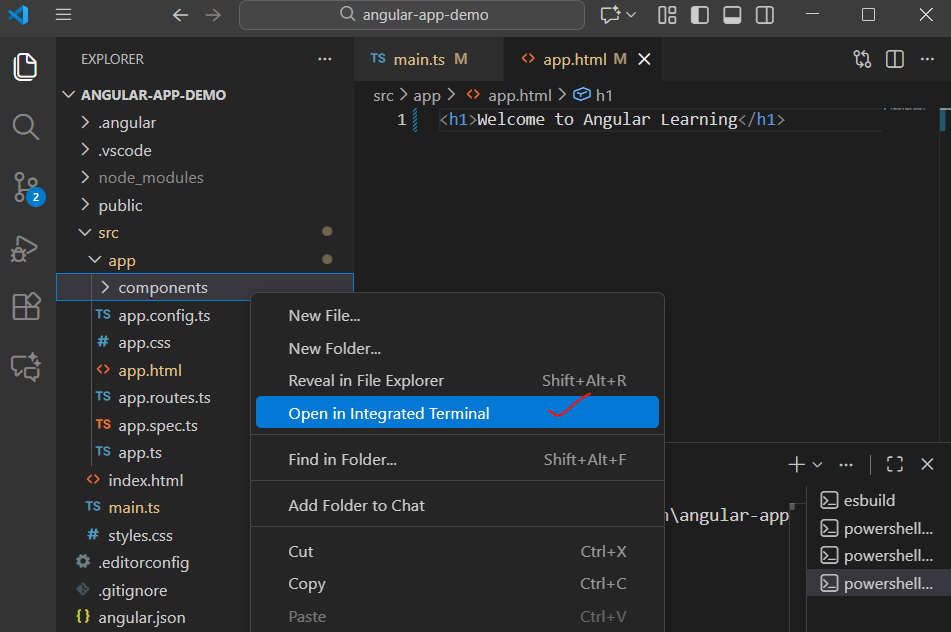 angular-app-demo
EXPLORER
ANGULAR-APP-DEMO
.angular
.vscode
node_modules
public
src
app
components
TS app.config.ts
# app.css
<> app.html
TS app.routes.ts
TS app.spec.ts
TS app.ts
<> index.html
TS main.ts
# styles.css
.editorconfig
.gitignore
{} angular.json
2
TS main.ts M
<> app.html M
src > app > <> app.html > h1
1 <h1>Welcome to Angular Learning</h1>
New File...
New Folder...
Reveal in File Explorer Shift+Alt+R
Open in Integrated Terminal
Find in Folder... Shift+Alt+F
Add Folder to Chat
Cut Ctrl+X
Copy Ctrl+C
Paste Ctrl+V
\angular-app
esbuild
powershell...
powershell...
powershell...